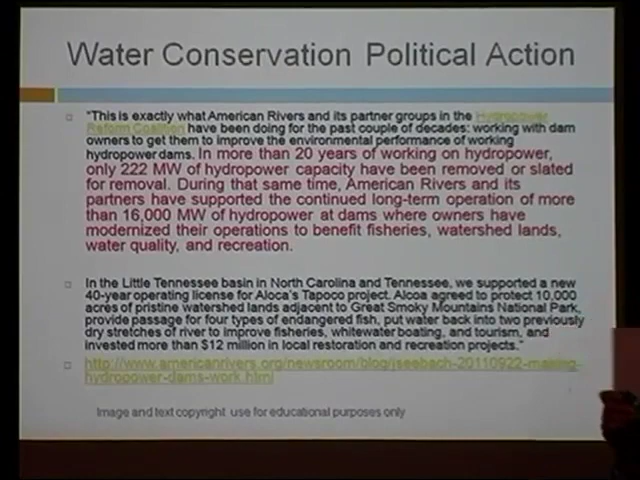 Water Conservation Political Action
"This is exactly what American Rivers and its partner groups in the Hydropower
Reform Coalition have been doing for the past couple of decades: working with dam
owners to get them to improve the environmental performance of working
hydropower dams. In more than 20 years of working on hydropower,
only 222 MW of hydropower capacity have been removed or slated
for removal. During that same time, American Rivers and its
partners have supported the continued long-term operation of more
than 16,000 MW of hydropower at dams where owners have
modernized their operations to benefit fisheries, watershed lands,
water quality, and recreation.
In the Little Tennessee basin in North Carolina and Tennessee, we supported a new
40-year operating license for Aloca's Tapoco project. Alcoa agreed to protect 10,000
acres of pristine watershed lands adjacent to Great Smoky Mountains National Park,
provide passage for four types of endangered fish, put water back into two previously
dry stretches of river to improve fisheries, whitewater boating, and tourism, and
invested more than $12 million in local restoration and recreation projects."
http://www.americanrivers.org/newsroom/blog/jseebach-20110922-making-
hydropower-dams-work.html
Image and text copyright use for educational purposes only